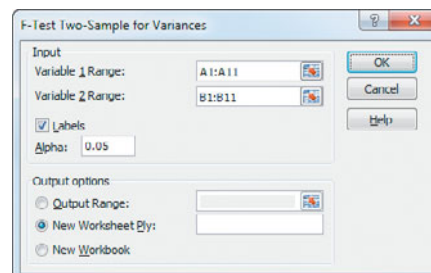 F-Test Two-Sample for Variances
Input
Variable 1 Range:
A1:A11
Variable 2 Range:
B1:B11
Labels
Alpha:
0.05
OK
Cancel
Help
Output options
Output Range:
New Worksheet Ply:
New Workbook